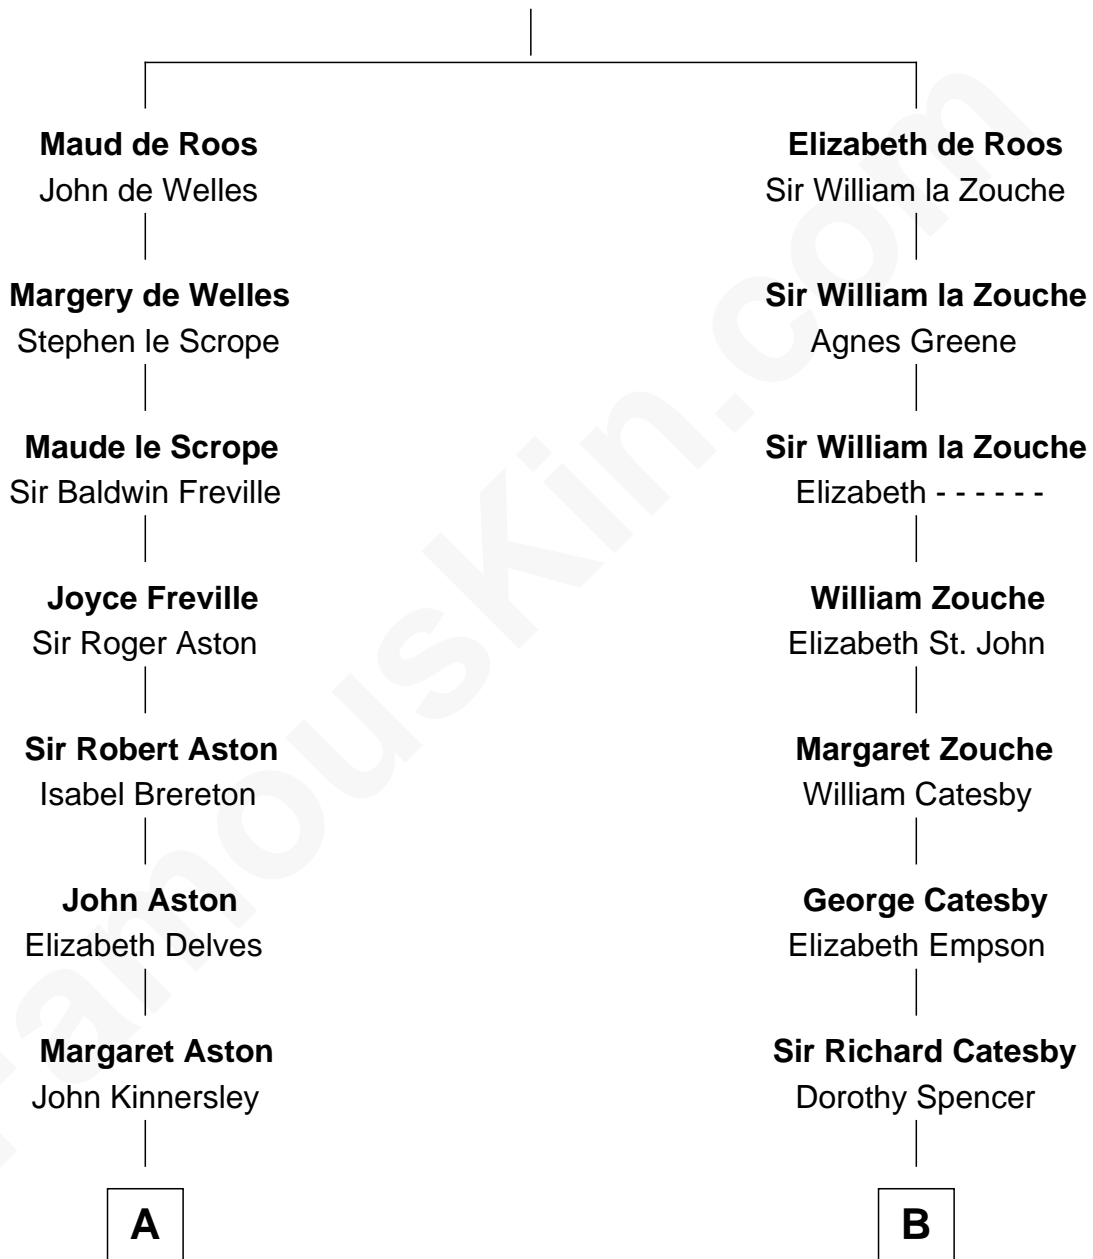 Maud de Roos
John de Welles
Elizabeth de Roos
Sir William la Zouche
Margery de Welles
Stephen le Scrope
Sir William la Zouche
Agnes Greene
Maude le Scrope
Sir Baldwin Freville
Sir William la Zouche
Elizabeth - - - - - -
Joyce Freville
Sir Roger Aston
William Zouche
Elizabeth St. John
Sir Robert Aston
Isabel Brereton
Margaret Zouche
William Catesby
John Aston
Elizabeth Delves
George Catesby
Elizabeth Empson
Margaret Aston
John Kinnersley
Sir Richard Catesby
Dorothy Spencer
A
B
FamousKin.com